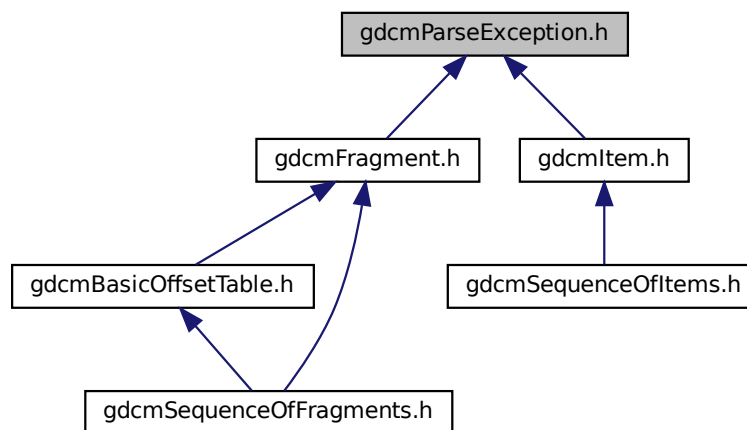 gdcmParseException.h
gdcmFragment.h
gdcmItem.h
gdcmBasicOffsetTable.h
gdcmSequenceOfItems.h
gdcmSequenceOfFragments.h